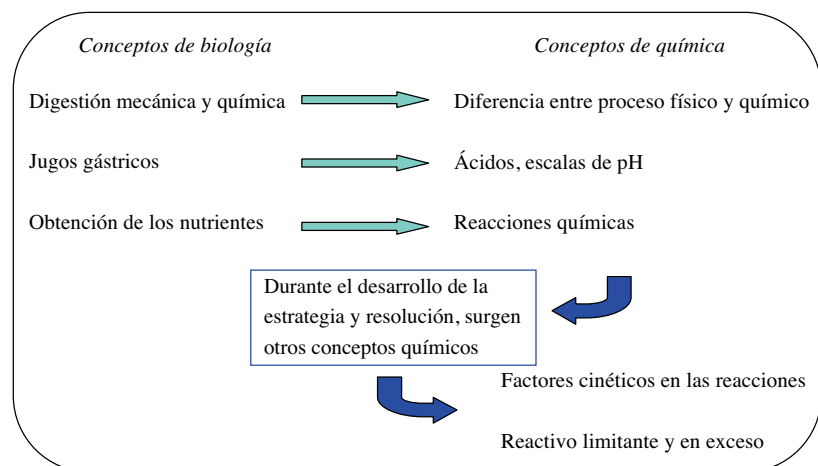 Conceptos de biología
Conceptos de química
Digestión mecánica y química
Diferencia entre proceso físico y químico
Jugos gástricos
Ácidos, escalas de pH
Obtención de los nutrientes
Reacciones químicas
Durante el desarrollo de la
estrategia y resolución, surgen
otros conceptos químicos
Factores cinéticos en las reacciones
Reactivo limitante y en exceso